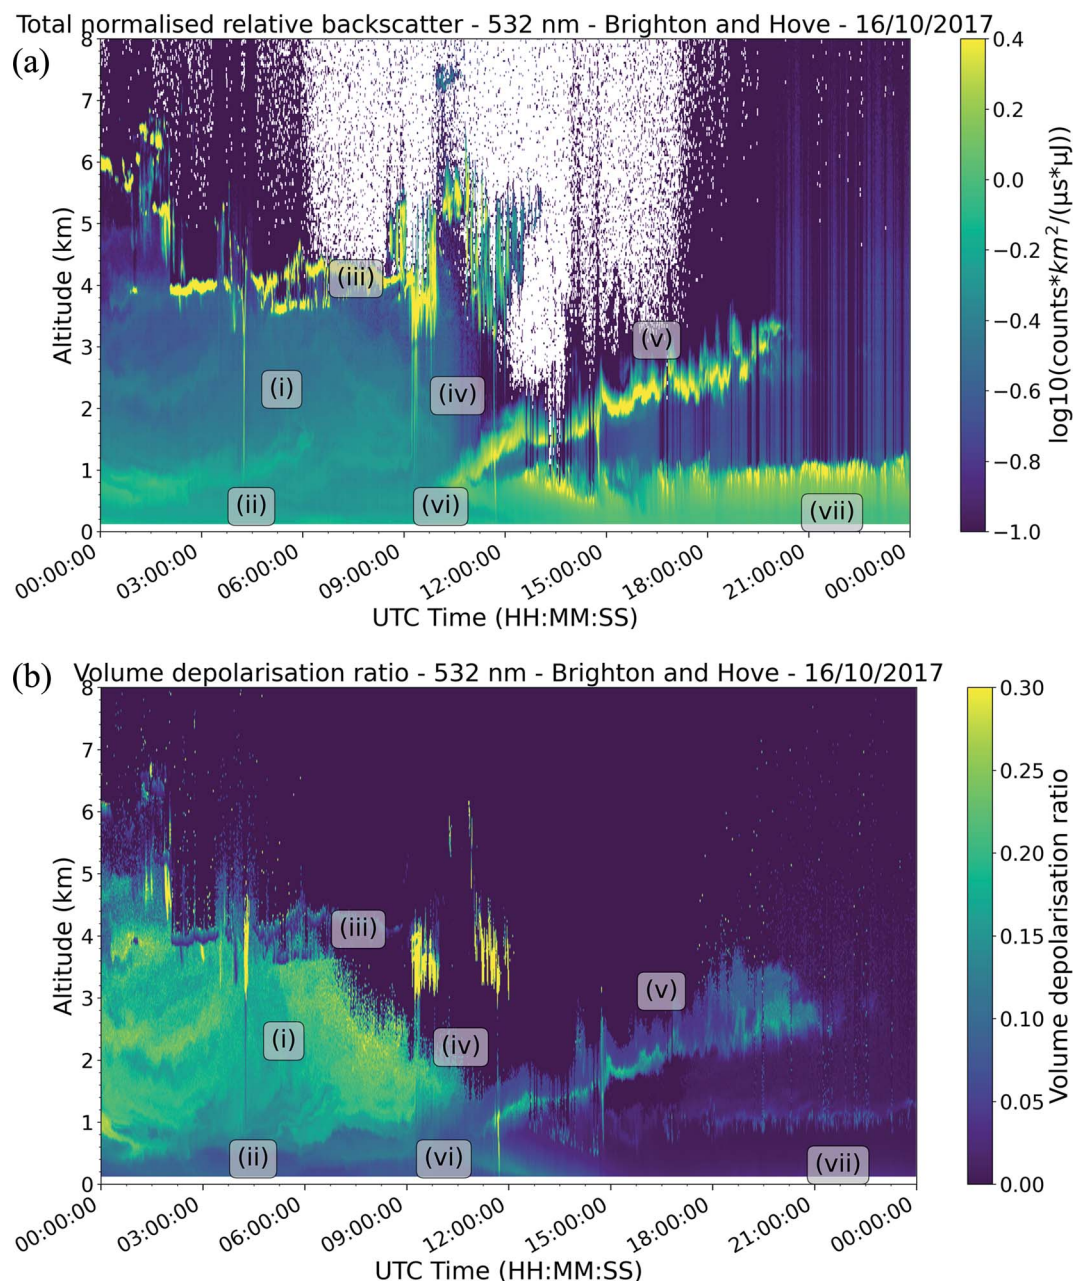 Total normalised relative backscatter - 532 nm - Brighton and Hove - 16/10/2017
(a)
8
7
6
5
4
3
2
1
0
Altitude (km)
(i)
(ii)
(iii)
(iv)
(v)
(vi)
(vii)
00:00:00
03:00:00
06:00:00
09:00:00
12:00:00
15:00:00
18:00:00
21:00:00
00:00:00
UTC Time (HH:MM:SS)
0.4
0.2
0.0
−0.2
−0.4
−0.6
−0.8
−1.0
log10(counts*km²/(μs*μJ))
(b)
Volume depolarisation ratio - 532 nm - Brighton and Hove - 16/10/2017
8
7
6
5
4
3
2
1
0
Altitude (km)
(i)
(ii)
(iii)
(iv)
(v)
(vi)
(vii)
00:00:00
03:00:00
06:00:00
09:00:00
12:00:00
15:00:00
18:00:00
21:00:00
00:00:00
UTC Time (HH:MM:SS)
0.30
0.25
0.20
0.15
0.10
0.05
0.00
Volume depolarisation ratio